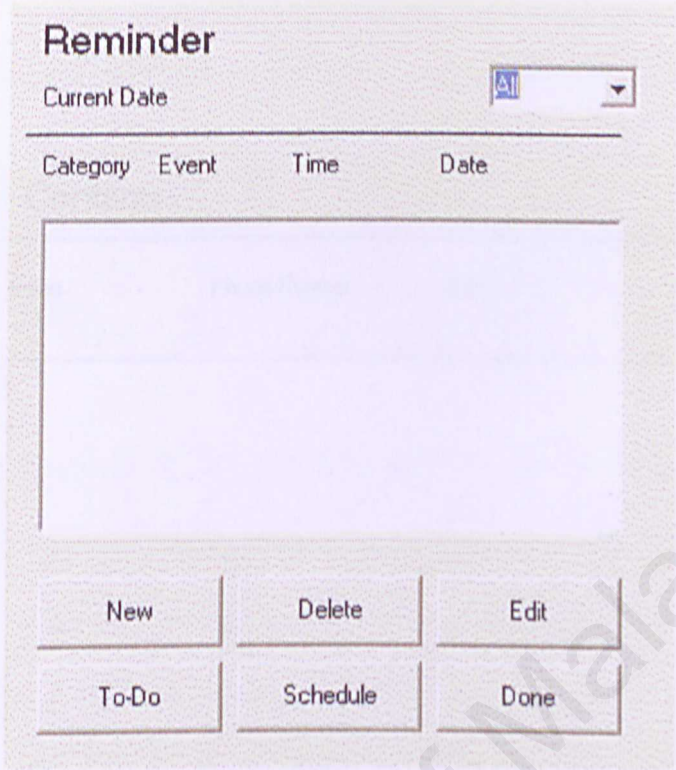 Reminder
Current Date All
Category Event Time Date
New Delete Edit
To-Do Schedule Done